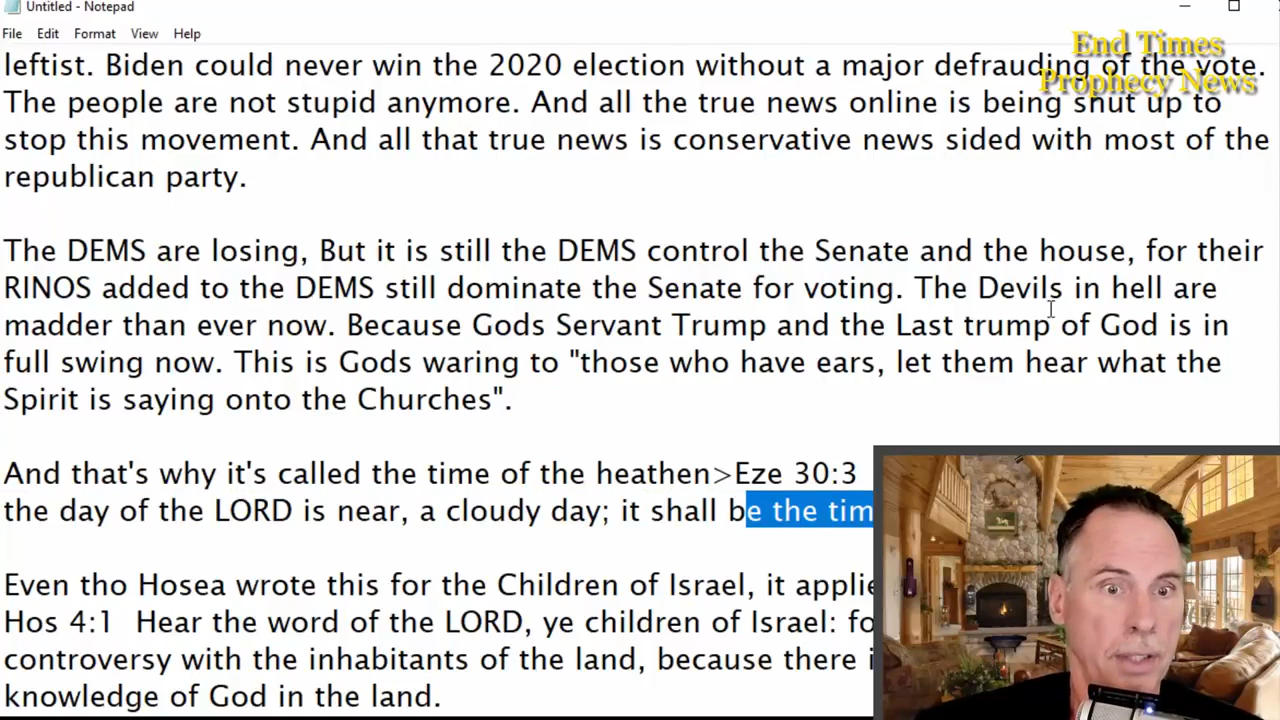 Untitled - Notepad
File Edit Format View Help
End Times
Prophecy News
leftist. Biden could never win the 2020 election without a major defrauding of the vote.
The people are not stupid anymore. And all the true news online is being shut up to
stop this movement. And all that true news is conservative news sided with most of the
republican party.
The DEMS are losing, But it is still the DEMS control the Senate and the house, for their
RINOS added to the DEMS still dominate the Senate for voting. The Devils in hell are
madder than ever now. Because Gods Servant Trump and the Last trump of God is in
full swing now. This is Gods waring to "those who have ears, let them hear what the
Spirit is saying onto the Churches".
And that's why it's called the time of the heathen>Eze 30:3
the day of the LORD is near, a cloudy day; it shall be the tim
Even tho Hosea wrote this for the Children of Israel, it applie
Hos 4:1 Hear the word of the LORD, ye children of Israel: fo
controversy with the inhabitants of the land, because there i
knowledge of God in the land.